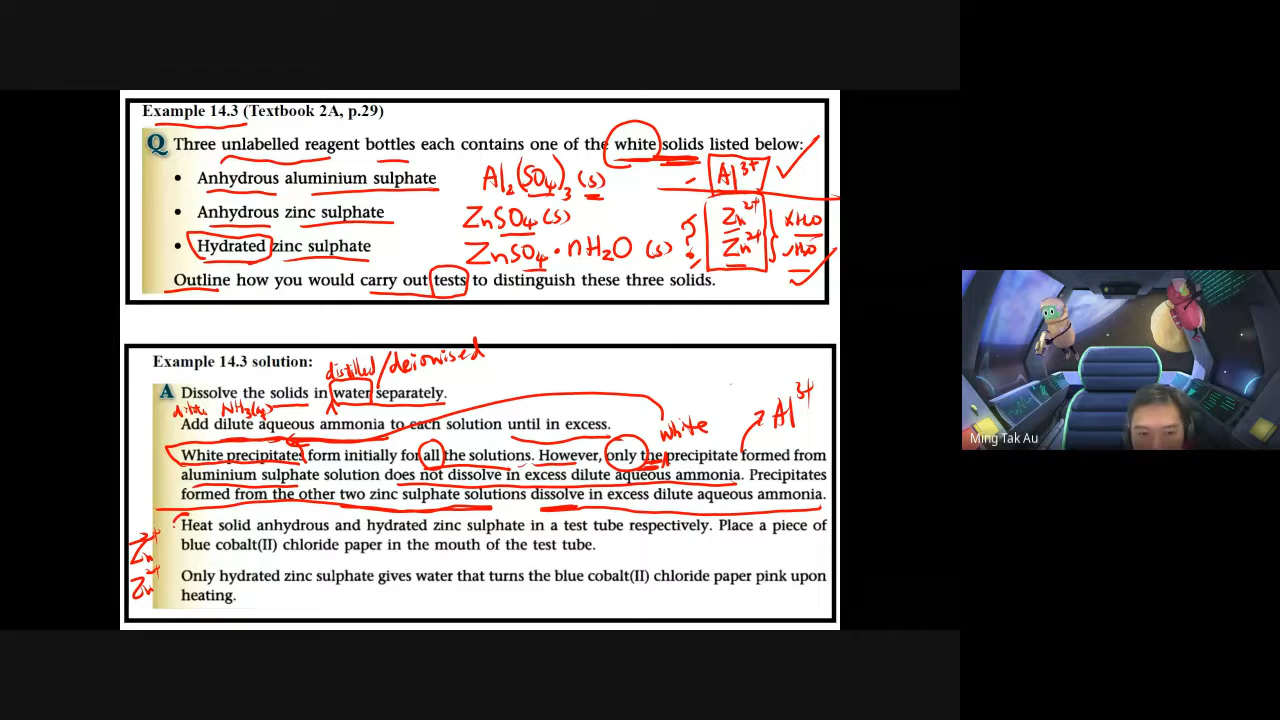 Example 14.3 (Textbook 2A, p.29)
Q Three unlabelled reagent bottles each contains one of the white solids listed below:
• Anhydrous aluminium sulphate Al₂(SO₄)₃(s) Al³⁺
• Anhydrous zinc sulphate ZnSO₄(s) Zn²⁺ ×H₂O
• Hydrated zinc sulphate ZnSO₄•nH₂O (s) ? Zn²⁺ ✓H₂O
Outline how you would carry out tests to distinguish these three solids.
Example 14.3 solution:
distilled/deionised
A Dissolve the solids in water separately.
dilute NH₃(aq)
Add dilute aqueous ammonia to each solution until in excess.
white Al³⁺
White precipitates form initially for all the solutions. However, only the precipitate formed from
aluminium sulphate solution does not dissolve in excess dilute aqueous ammonia. Precipitates
formed from the other two zinc sulphate solutions dissolve in excess dilute aqueous ammonia.
? Heat solid anhydrous and hydrated zinc sulphate in a test tube respectively. Place a piece of
Zn²⁺ blue cobalt(II) chloride paper in the mouth of the test tube.
Zn²⁺ Only hydrated zinc sulphate gives water that turns the blue cobalt(II) chloride paper pink upon
heating.
Ming Tak Au